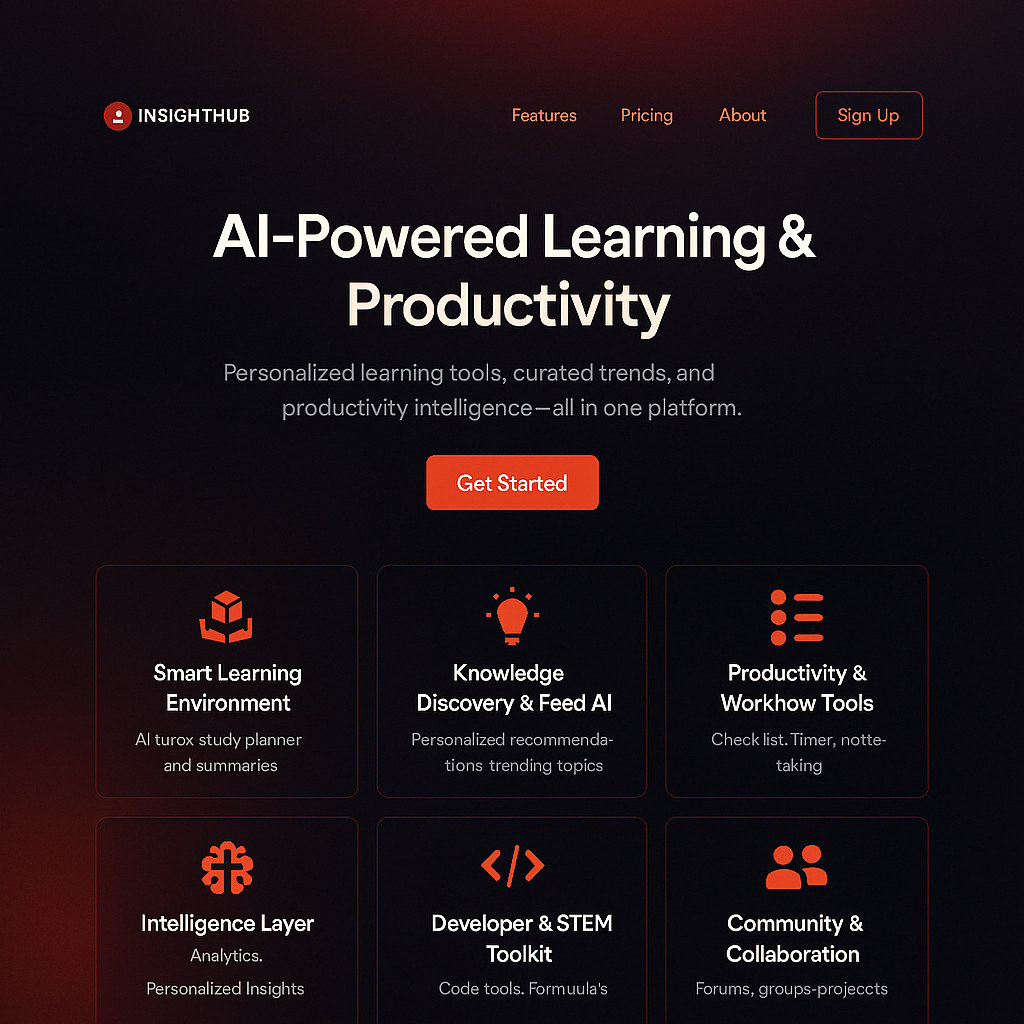 INSIGHTHUB
Features
Pricing
About
Sign Up
AI-Powered Learning &
Productivity
Personalized learning tools, curated trends, and
productivity intelligence—all in one platform.
Get Started
Smart Learning
Environment
AI turox study planner
and summaries
Knowledge
Discovery & Feed AI
Personalized recommenda-
tions trending topics
Productivity &
Workhow Tools
Check list. Timer, notte-
taking
Intelligence Layer
Analytics.
Personalized Insights
Developer & STEM
Toolkit
Code tools. Formuula's
Community &
Collaboration
Forums, groups-projeccts